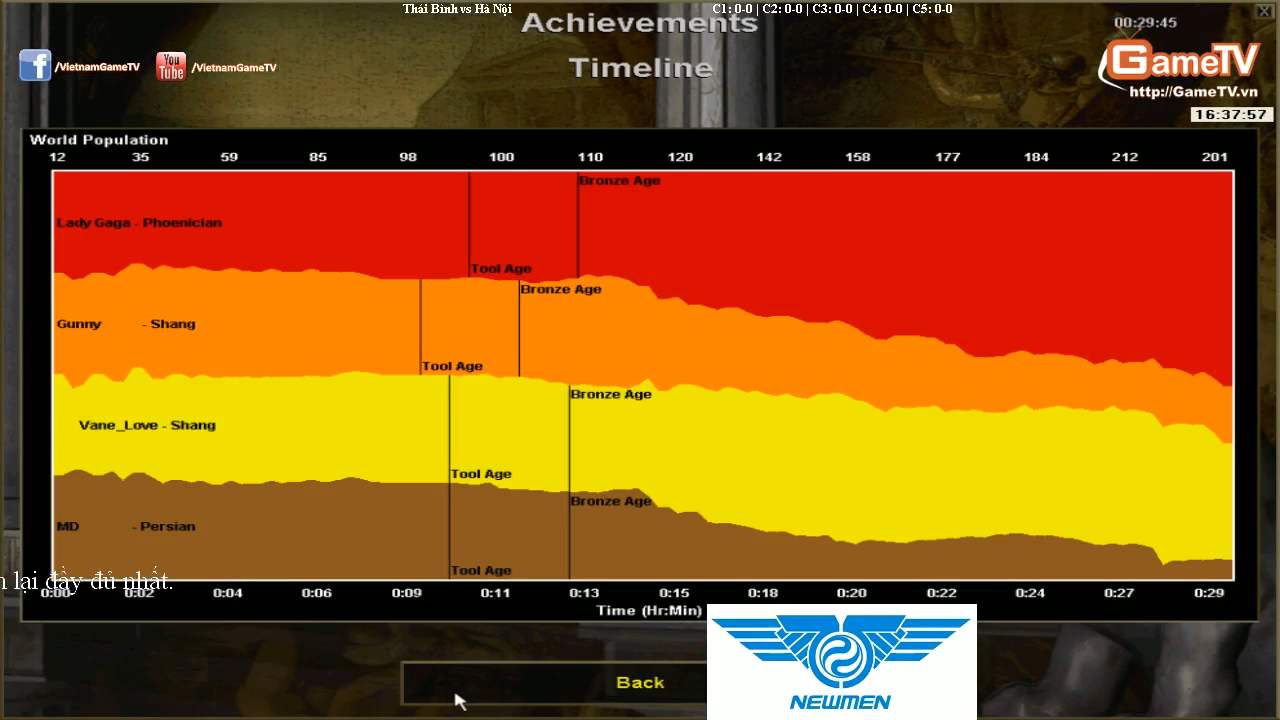 Thái Bình vs Hà Nội
C1: 0-0 | C2: 0-0 | C3: 0-0 | C4: 0-0 | C5: 0-0
Achievements
00:29:45
Timeline
/VietnamGameTV
You Tube /VietnamGameTV
GameTV
http://GameTV.vn
16:37:57
World Population
12 35 59 85 98 100 110 120 142 158 177 184 212 201
Bronze Age
Lady Gaga - Phoenician
Tool Age
Bronze Age
Gunny - Shang
Tool Age
Bronze Age
Vane_Love - Shang
Tool Age
Bronze Age
MD - Persian
Tool Age
lại đầy đủ nhất.
0:00 0:02 0:04 0:06 0:09 0:11 0:13 0:15 0:18 0:20 0:22 0:24 0:27 0:29
Time (Hr:Min)
Back
NEWMEN